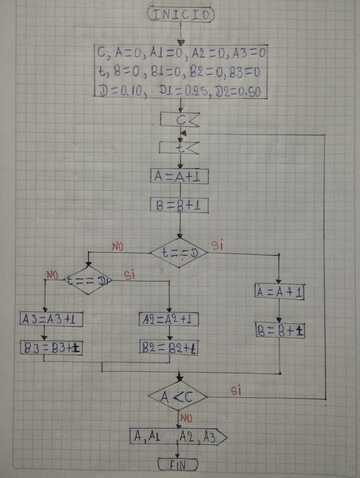 INICIO
C, A=0, A1=0, A2=0, A3=0
t, B=0, B1=0, B2=0, B3=0
D=0.10, D1=0.25, D2=0.50
C<
t<
A=A+1
B=B+1
NO t==D SI
NO t==D1 SI
A=A+1
A3=A3+1 A2=A2+1
B=B+t
B3=B3+t B2=B2+t
A<C SI
NO
A, A1 A2, A3
FIN